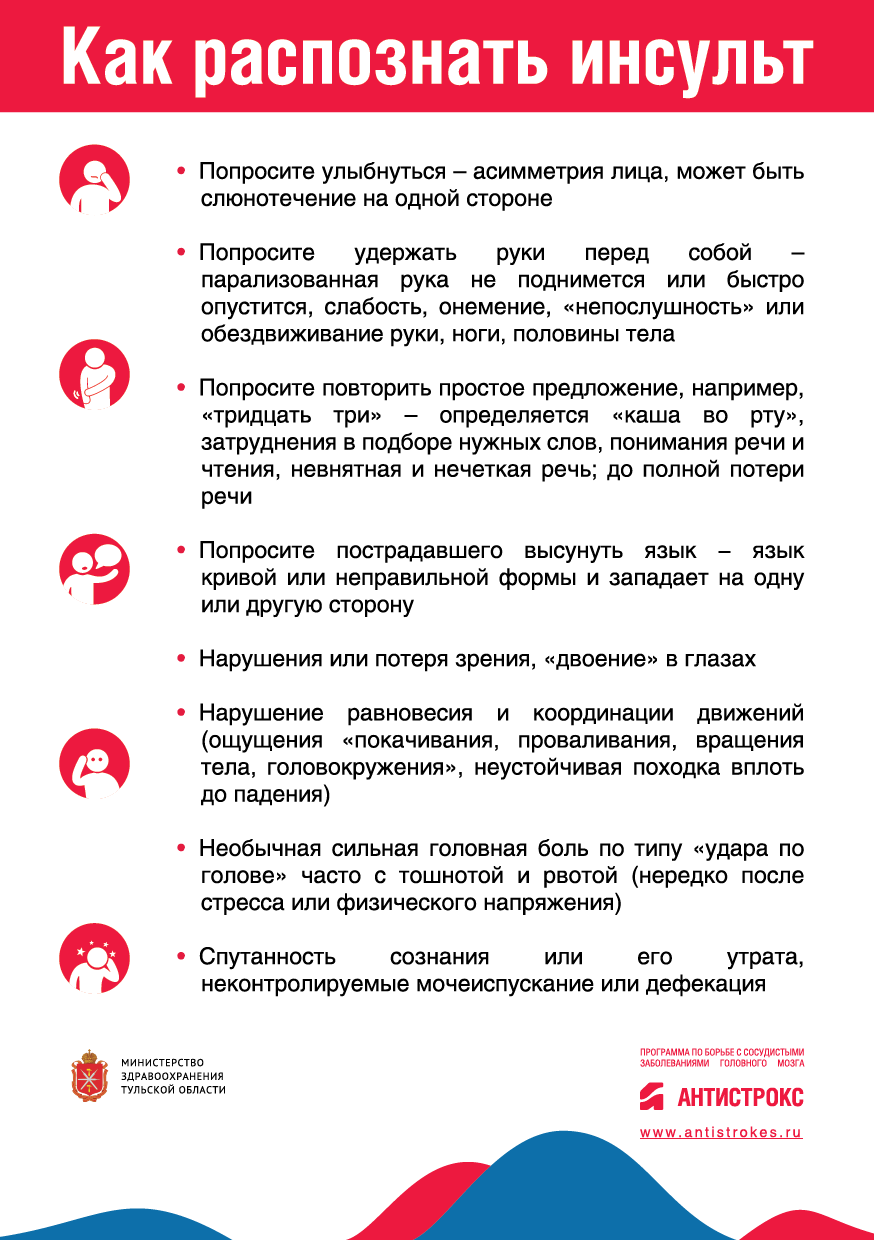 Как распознать инсульт
• Попросите улыбнуться – асимметрия лица, может быть
слюнотечение на одной стороне
• Попросите удержать руки перед собой –
парализованная рука не поднимется или быстро
опустится, слабость, онемение, «непослушность» или
обездвиживание руки, ноги, половины тела
• Попросите повторить простое предложение, например,
«тридцать три» – определяется «каша во рту»,
затруднения в подборе нужных слов, понимания речи и
чтения, невнятная и нечеткая речь; до полной потери
речи
• Попросите пострадавшего высунуть язык – язык
кривой или неправильной формы и западает на одну
или другую сторону
• Нарушения или потеря зрения, «двоение» в глазах
• Нарушение равновесия и координации движений
(ощущения «покачивания, проваливания, вращения
тела, головокружения», неустойчивая походка вплоть
до падения)
• Необычная сильная головная боль по типу «удара по
голове» часто с тошнотой и рвотой (нередко после
стресса или физического напряжения)
• Спутанность сознания или его утрата,
неконтролируемые мочеиспускание или дефекация
МИНИСТЕРСТВО
ЗДРАВООХРАНЕНИЯ
ТУЛЬСКОЙ ОБЛАСТИ
ПРОГРАММА ПО БОРЬБЕ С СОСУДИСТЫМИ
ЗАБОЛЕВАНИЯМИ ГОЛОВНОГО МОЗГА
АНТИСТРОКС
www.antistrokes.ru